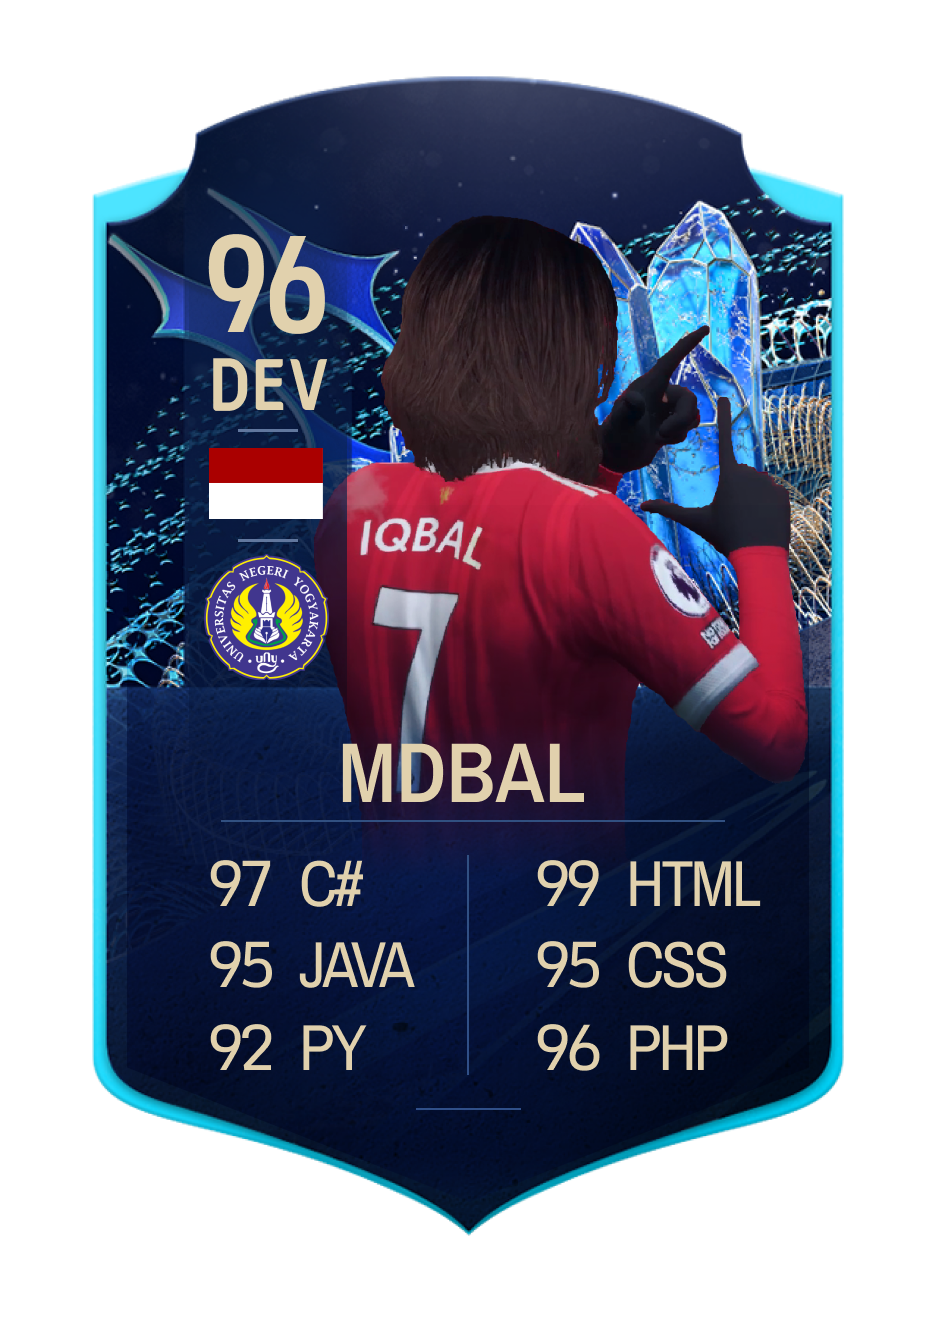 96
DEV
UNIVERSITAS NEGERI YOGYAKARTA
uny
IQBAL
7
MDBAL
97 C#
95 JAVA
92 PY
99 HTML
95 CSS
96 PHP